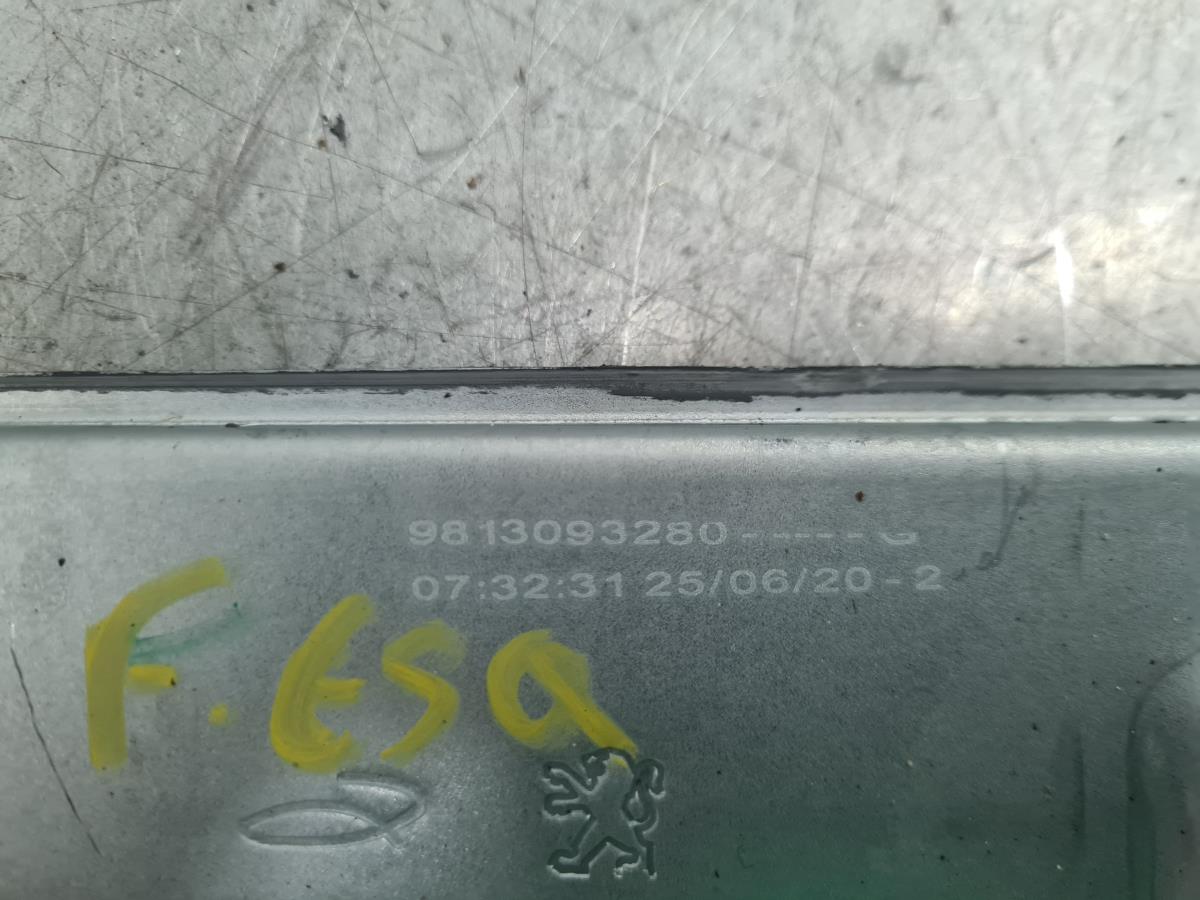 9813093280 - ---- - G
07:32:31 25/06/20 - 2
F. ESQ